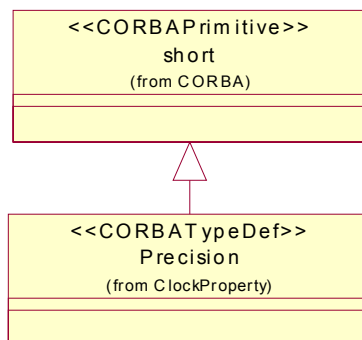 <<CORBAPrimitive>>
short
(from CORBA)
<<CORBATypeDef>>
Precision
(from ClockProperty)